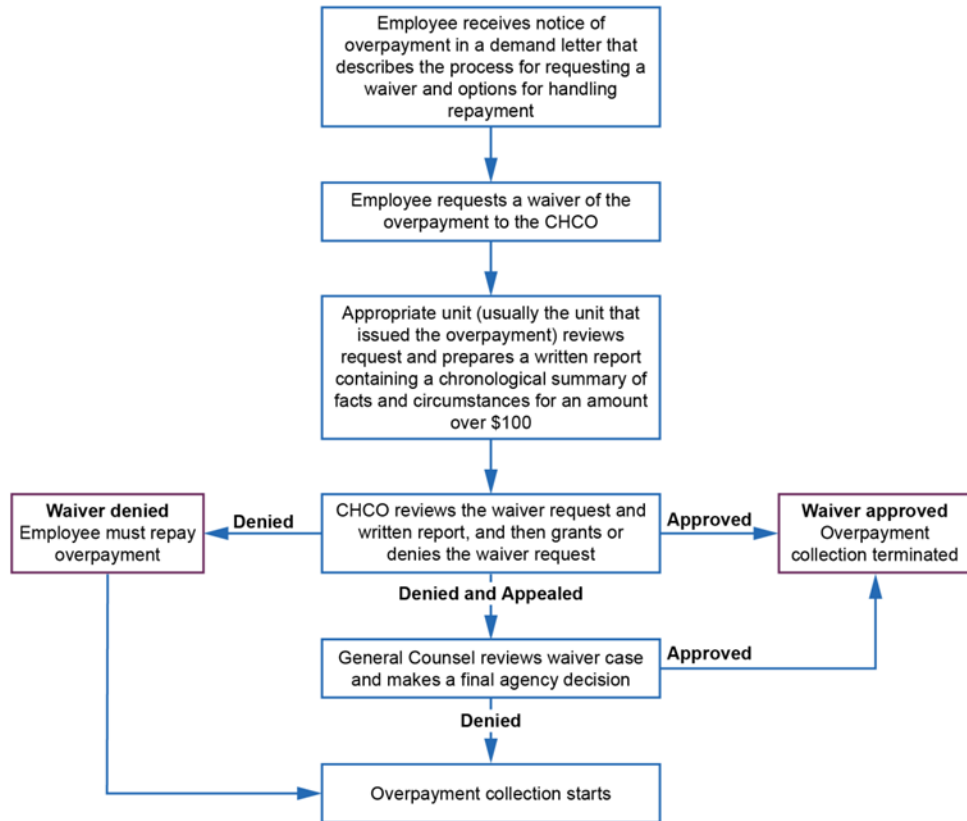 Employee receives notice of
overpayment in a demand letter that
describes the process for requesting a
waiver and options for handling
repayment
Employee requests a waiver of the
overpayment to the CHCO
Appropriate unit (usually the unit that
issued the overpayment) reviews
request and prepares a written report
containing a chronological summary of
facts and circumstances for an amount
over $100
Waiver denied
Employee must repay
overpayment
Denied
CHCO reviews the waiver request and
written report, and then grants or
denies the waiver request
Approved
Waiver approved
Overpayment
collection terminated
Denied and Appealed
General Counsel reviews waiver case
and makes a final agency decision
Approved
Denied
Overpayment collection starts